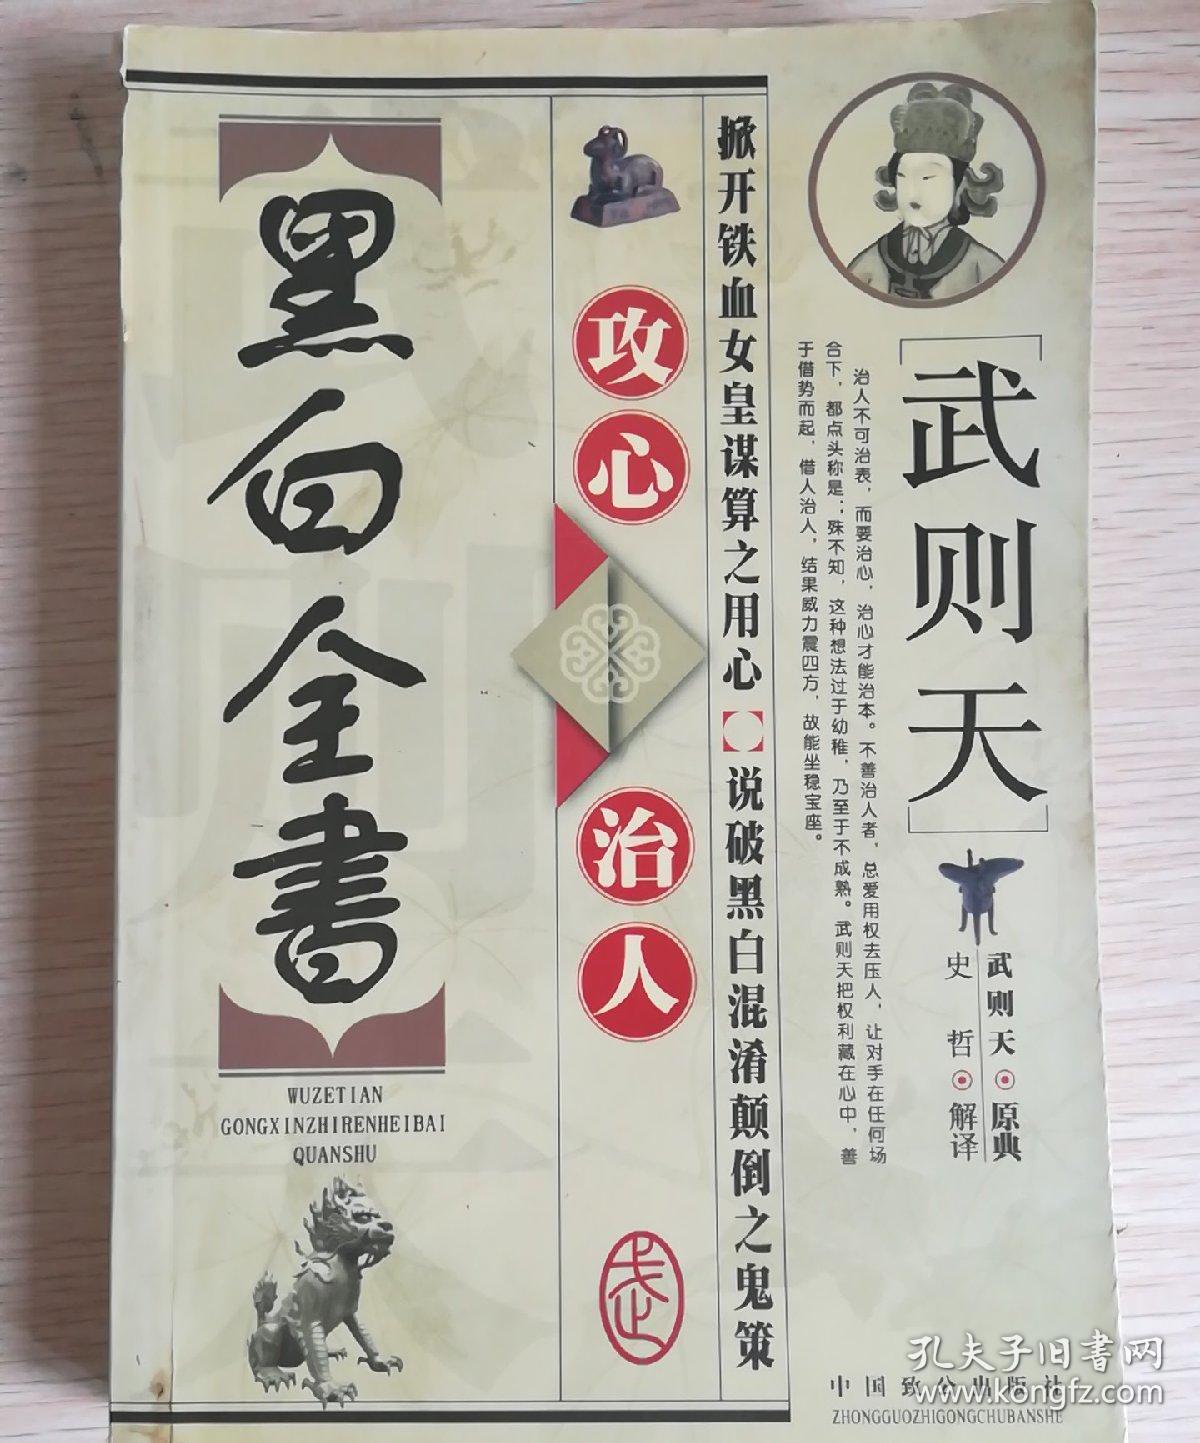 武则天
武则天⊙原典
史哲⊙解译
治人不可治表，而要治心，治心才能治本。不善治人者，总爱用权去压人，让对手在任何场
合下，都点头称是；殊不知，这种想法过于幼稚，乃至于不成熟。武则天把权利藏在心中，善
于借势而起，借人治人，结果威力震四方，故能坐稳宝座。
掀开铁血女皇谋算之用心
说破黑白混淆颠倒之鬼策
攻心
治人
黑白全書
WUZETIAN
GONGXINZHIRENHEIBAI
QUANSHU
武
中国致公出版社
ZHONGGUOZHIGONGCHUBANSHE
孔夫子旧書网
www.kongfz.com